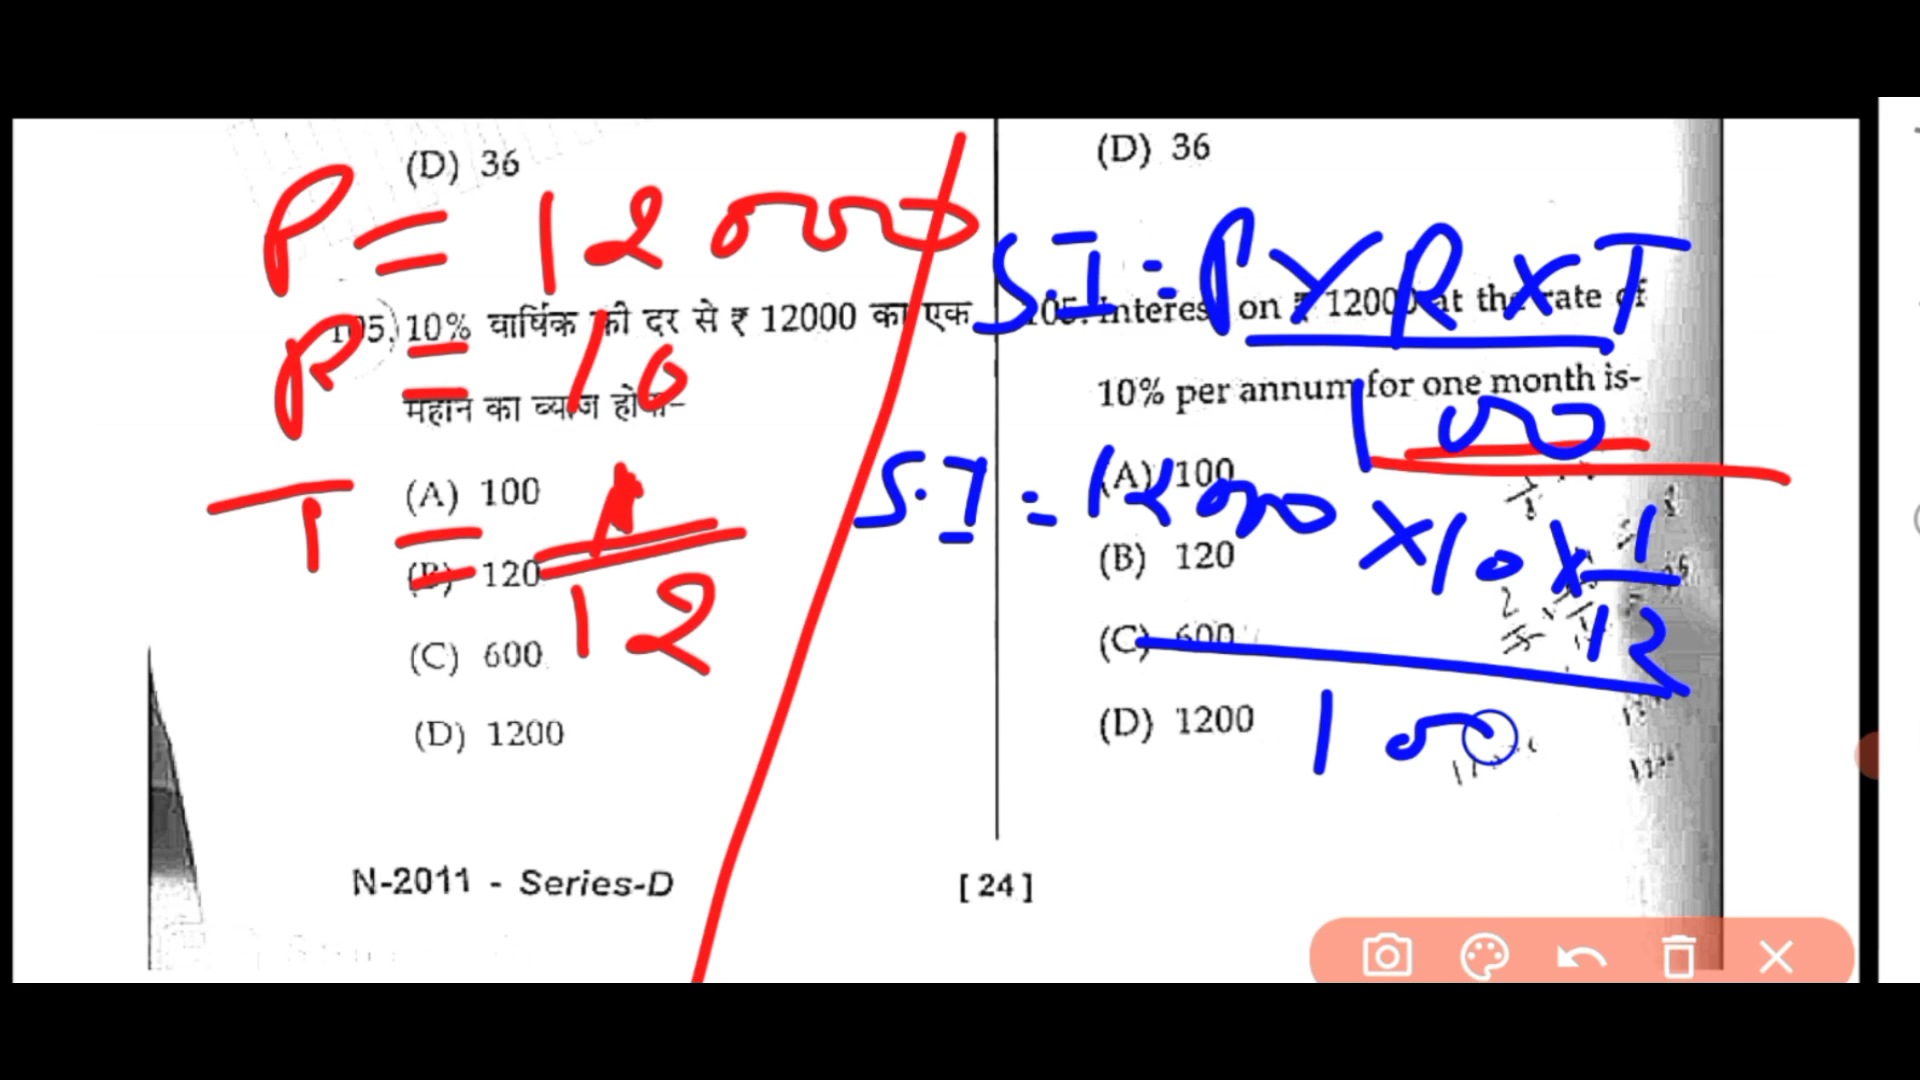 (D) 36
P = 12000
105. 10% वार्षिक की दर से ₹ 12000 का एक
R = 10
महीने का ब्याज होगा-
(A) 100
T = 1/12
(B) 120
(C) 600
(D) 1200
N-2011 - Series-D
(D) 36
S.I = P X R X T
105. Interest on ₹ 12000 at the rate of
10% per annum for one month is-
100
(A) 100
S.I = 12000 X 10 X 1/12
(B) 120
(C) 600
100
(D) 1200
[ 24 ]